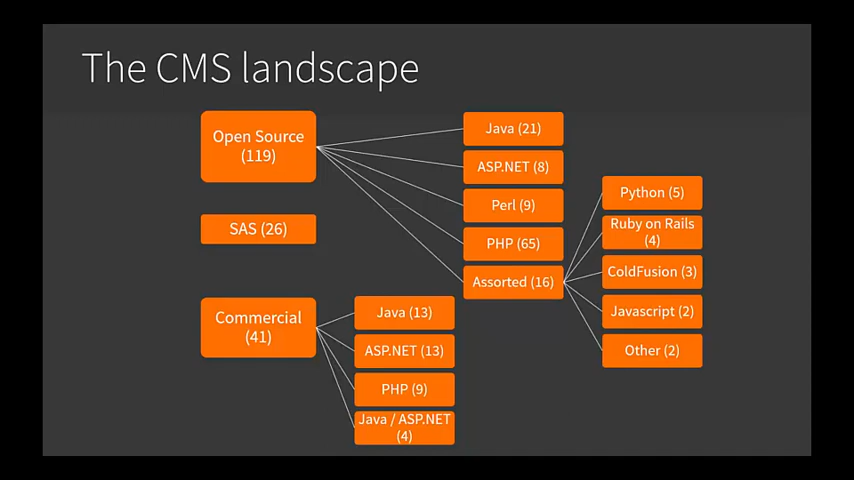 The CMS landscape
Open Source
(119)
SAS (26)
Commercial
(41)
Java (21)
ASP.NET (8)
Perl (9)
PHP (65)
Assorted (16)
Python (5)
Ruby on Rails
(4)
ColdFusion (3)
Javascript (2)
Other (2)
Java (13)
ASP.NET (13)
PHP (9)
Java / ASP.NET
(4)